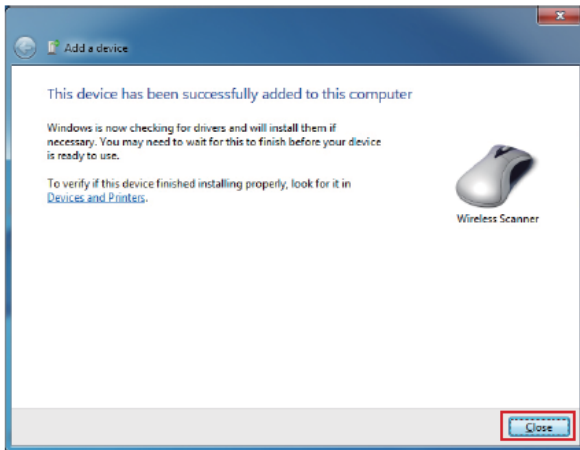 Add a device
This device has been successfully added to this computer
Windows is now checking for drivers and will install them if
necessary. You may need to wait for this to finish before your device
is ready to use.
To verify if this device finished installing properly, look for it in
Devices and Printers.
Wireless Scanner
Close